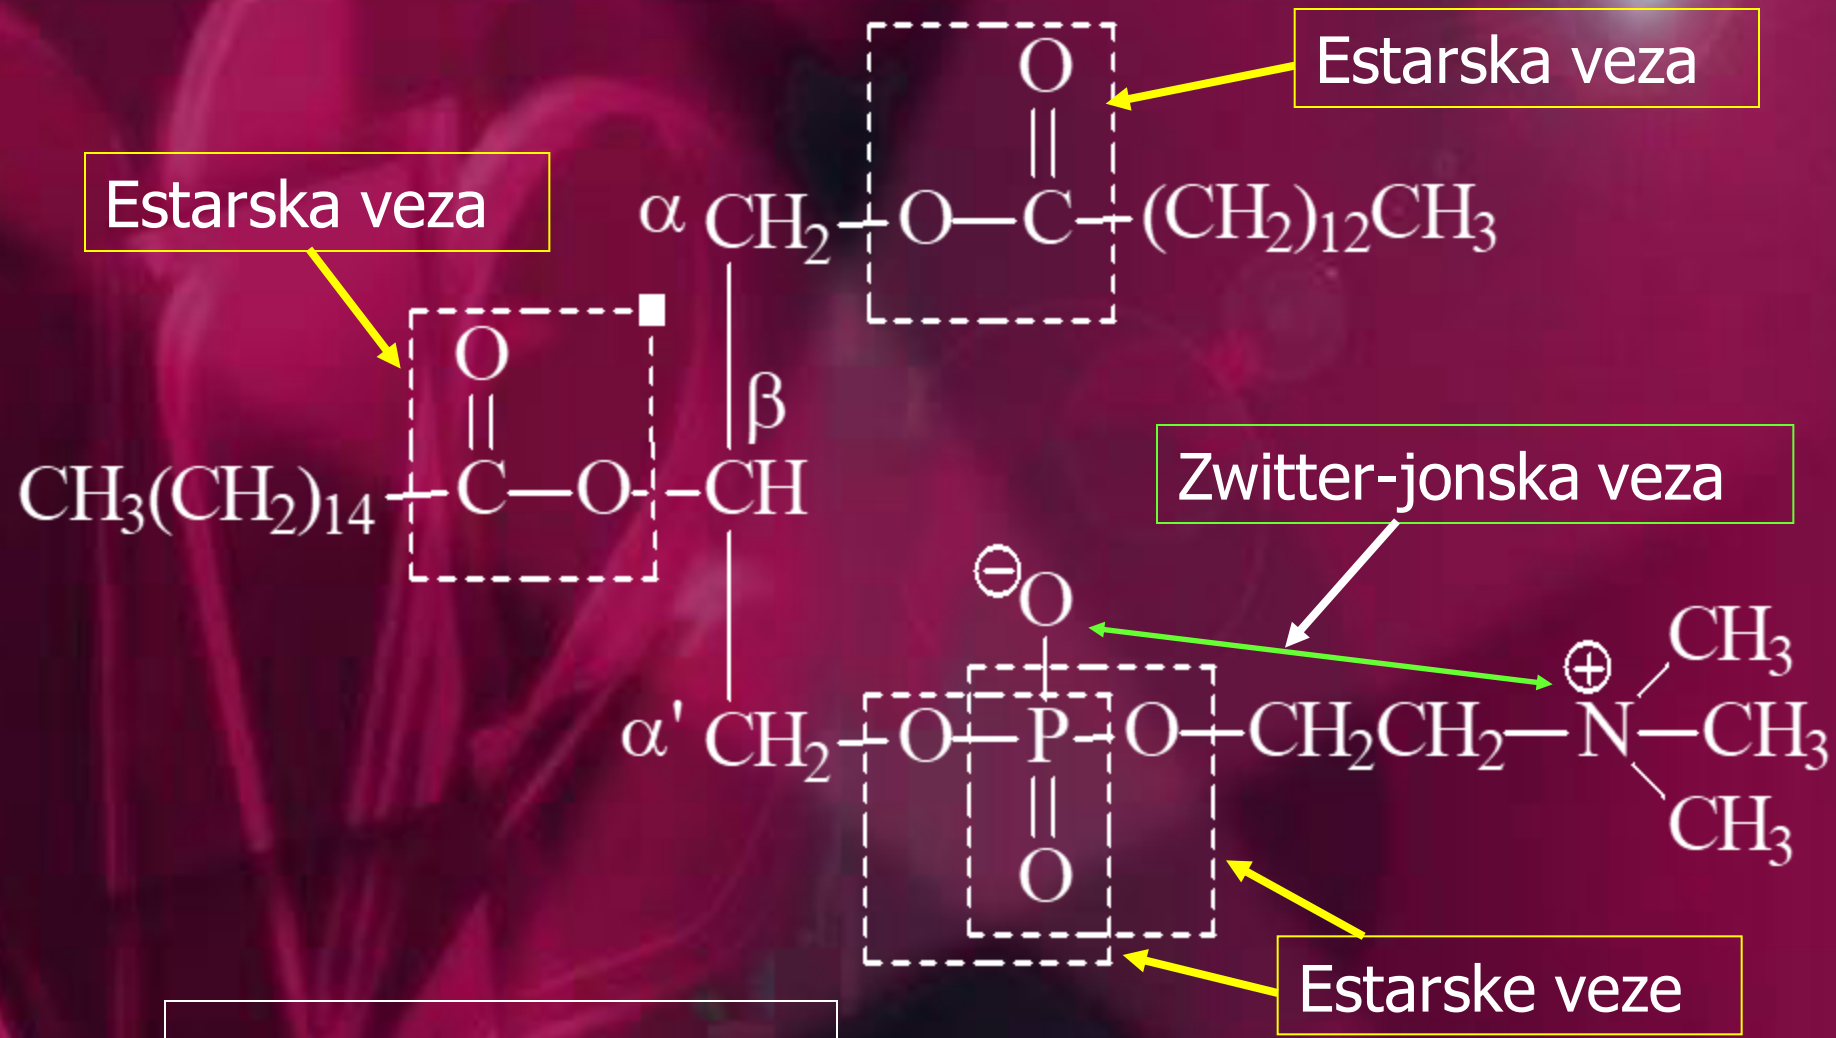 Estarska veza
O
||
Estarska veza
α CH₂—O—C—(CH₂)₁₂CH₃
O
||
β
CH₃(CH₂)₁₄—C—O—CH
Zwitter-jonska veza
⊖O
⊕ CH₃
α' CH₂—O—P—O—CH₂CH₂—N—CH₃
||
O
CH₃
Estarske veze